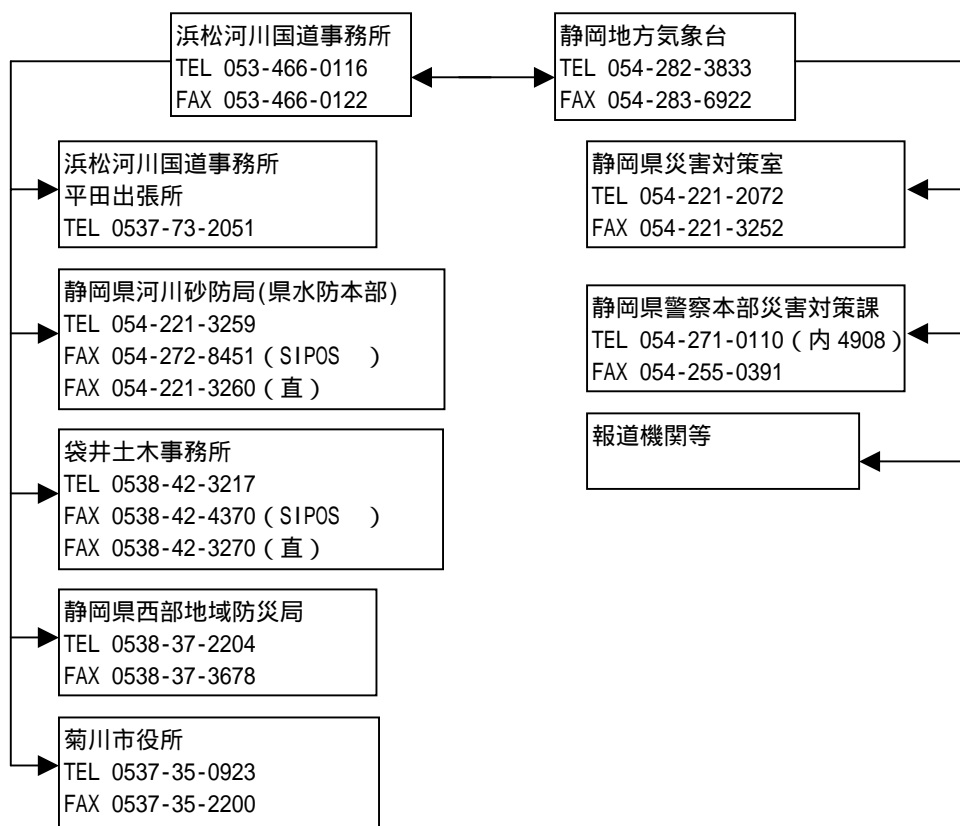 浜松河川国道事務所
TEL 053-466-0116
FAX 053-466-0122
静岡地方気象台
TEL 054-282-3833
FAX 054-283-6922
浜松河川国道事務所
平田出張所
TEL 0537-73-2051
静岡県河川砂防局(県水防本部)
TEL 054-221-3259
FAX 054-272-8451(SIPOS　)
FAX 054-221-3260(直)
袋井土木事務所
TEL 0538-42-3217
FAX 0538-42-4370(SIPOS　)
FAX 0538-42-3270(直)
静岡県西部地域防災局
TEL 0538-37-2204
FAX 0538-37-3678
菊川市役所
TEL 0537-35-0923
FAX 0537-35-2200
静岡県災害対策室
TEL 054-221-2072
FAX 054-221-3252
静岡県警察本部災害対策課
TEL 054-271-0110(内4908)
FAX 054-255-0391
報道機関等